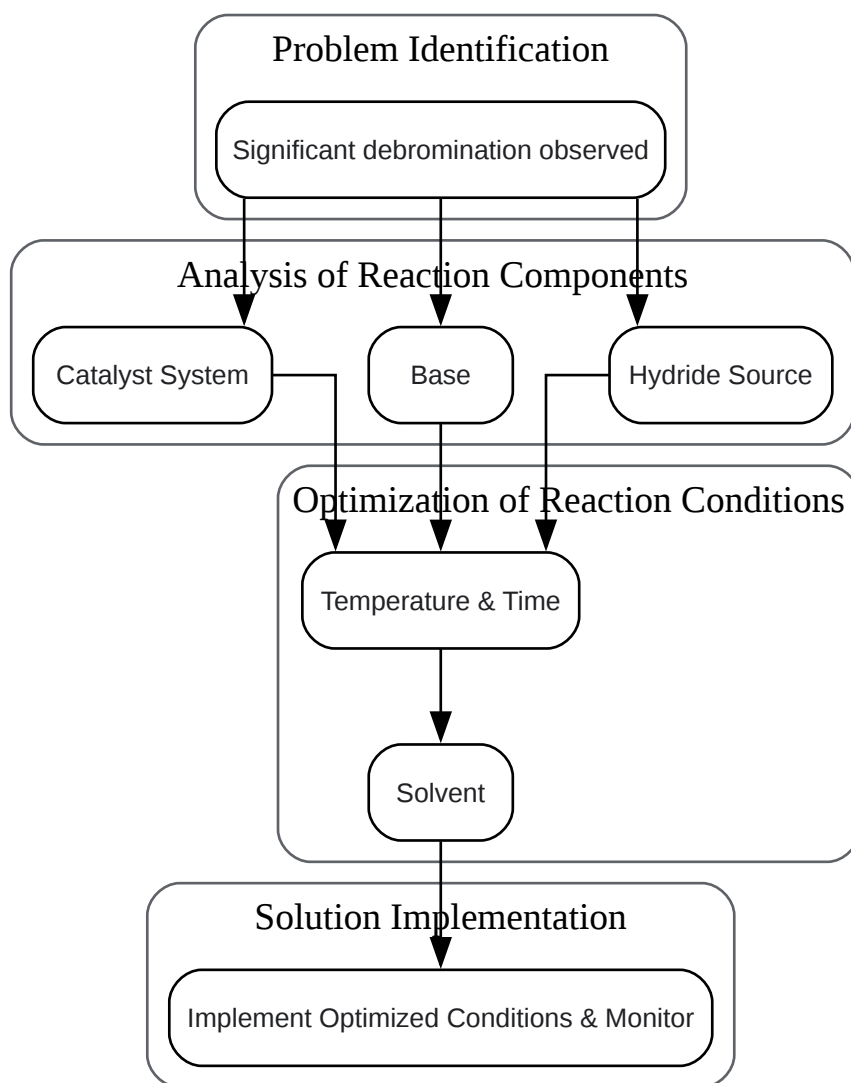 Problem Identification
Significant debromination observed
Analysis of Reaction Components
Catalyst System
Base
Hydride Source
Optimization of Reaction Conditions
Temperature & Time
Solvent
Solution Implementation
Implement Optimized Conditions & Monitor